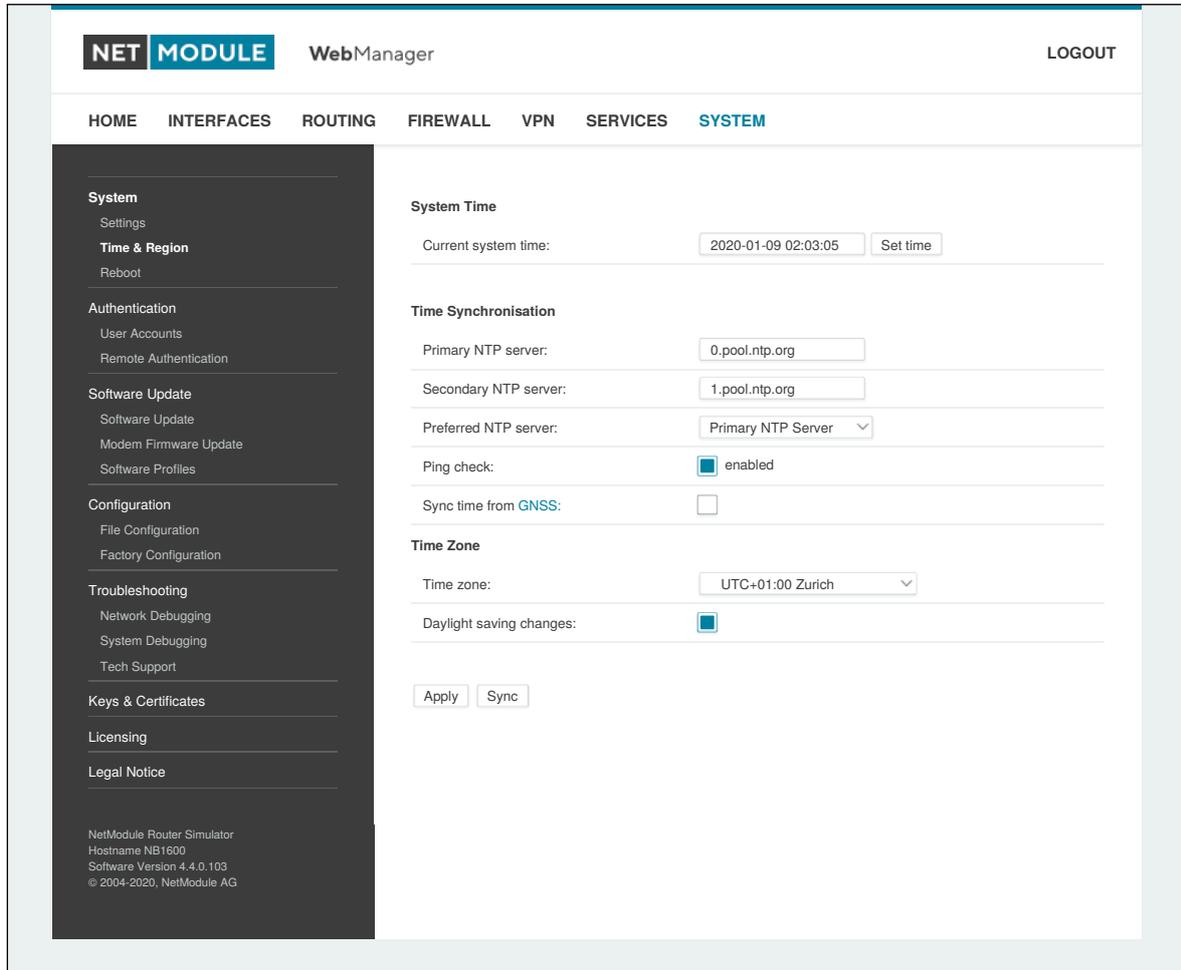 NET MODULE WebManager LOGOUT
HOME INTERFACES ROUTING FIREWALL VPN SERVICES SYSTEM
System
Settings
Time & Region
Reboot
Authentication
User Accounts
Remote Authentication
Software Update
Software Update
Modem Firmware Update
Software Profiles
Configuration
File Configuration
Factory Configuration
Troubleshooting
Network Debugging
System Debugging
Tech Support
Keys & Certificates
Licensing
Legal Notice
NetModule Router Simulator
Hostname NB1600
Software Version 4.4.0.103
© 2004-2020, NetModule AG
System Time
Current system time: 2020-01-09 02:03:05 Set time
Time Synchronisation
Primary NTP server: 0.pool.ntp.org
Secondary NTP server: 1.pool.ntp.org
Preferred NTP server: Primary NTP Server
Ping check: enabled
Sync time from GNSS:
Time Zone
Time zone: UTC+01:00 Zurich
Daylight saving changes:
Apply Sync